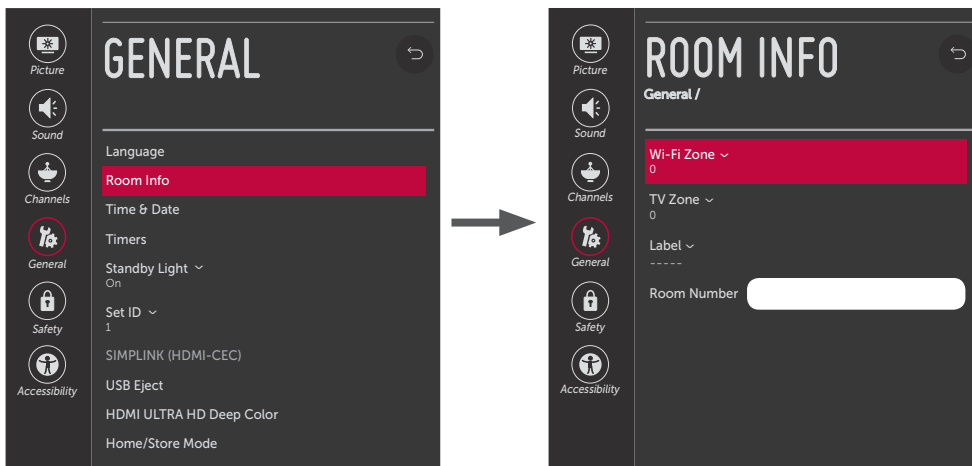 Picture
Sound
Channels
General
Safety
Accessibility
GENERAL
Language
Room Info
Time & Date
Timers
Standby Light
On
Set ID
1
SIMPLINK (HDMI-CEC)
USB Eject
HDMI ULTRA HD Deep Color
Home/Store Mode
Picture
Sound
Channels
General
Safety
Accessibility
ROOM INFO
General /
Wi-Fi Zone
0
TV Zone
0
Label
-----
Room Number